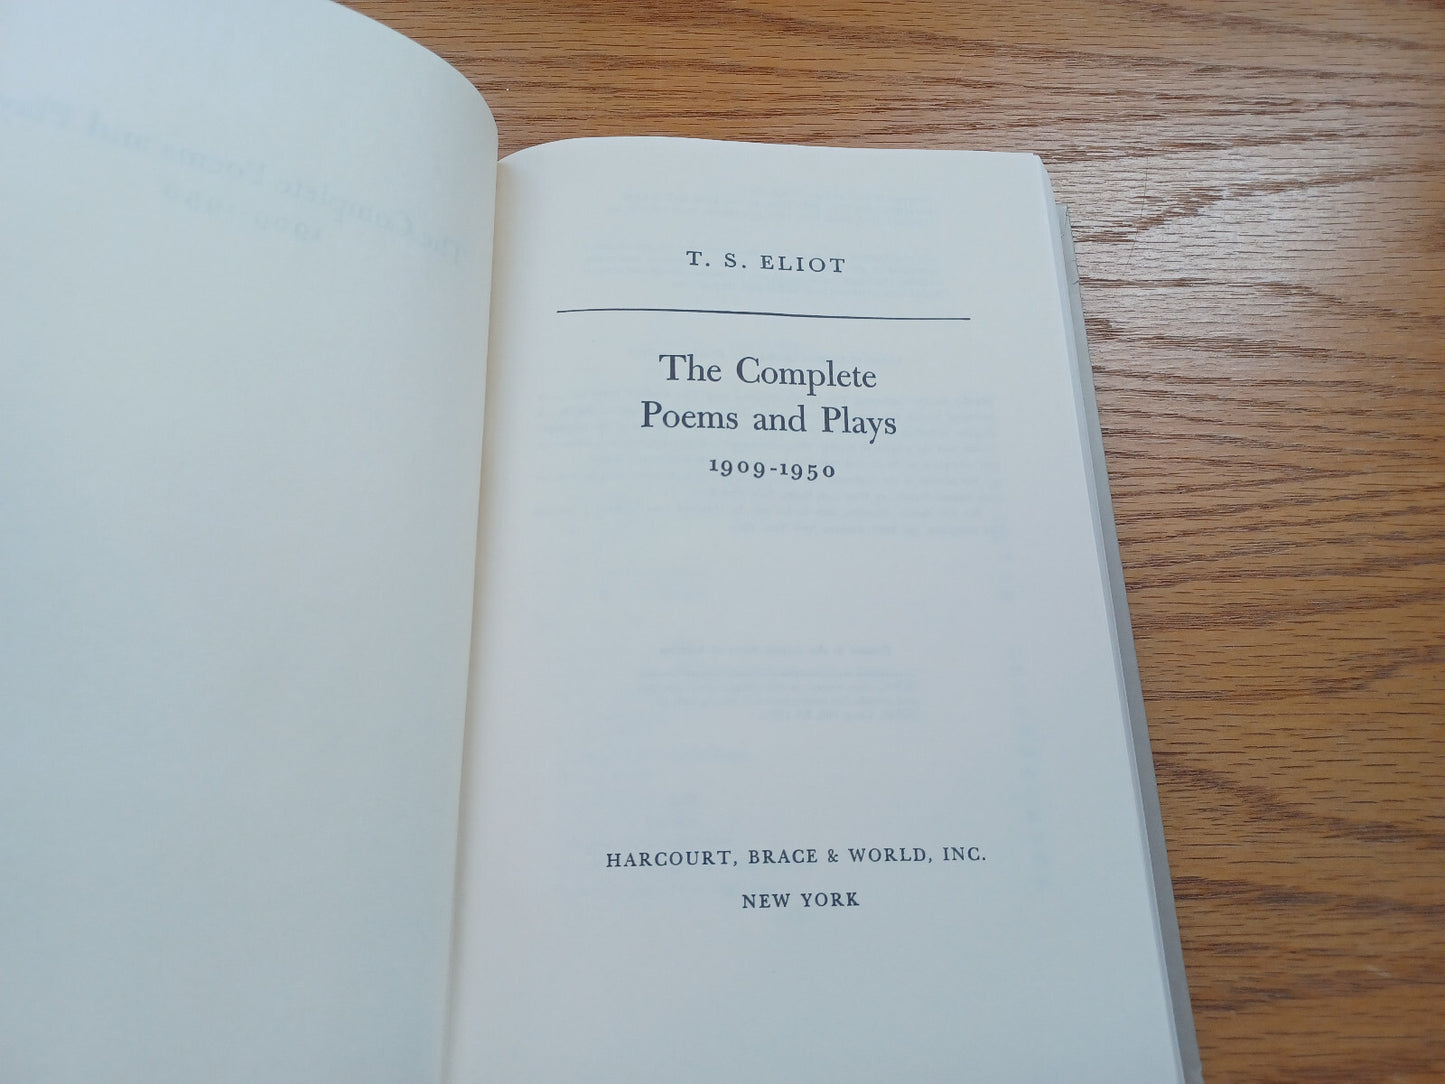 T. S. ELIOT
The Complete
Poems and Plays
1909-1950
HARCOURT, BRACE & WORLD, INC.
NEW YORK